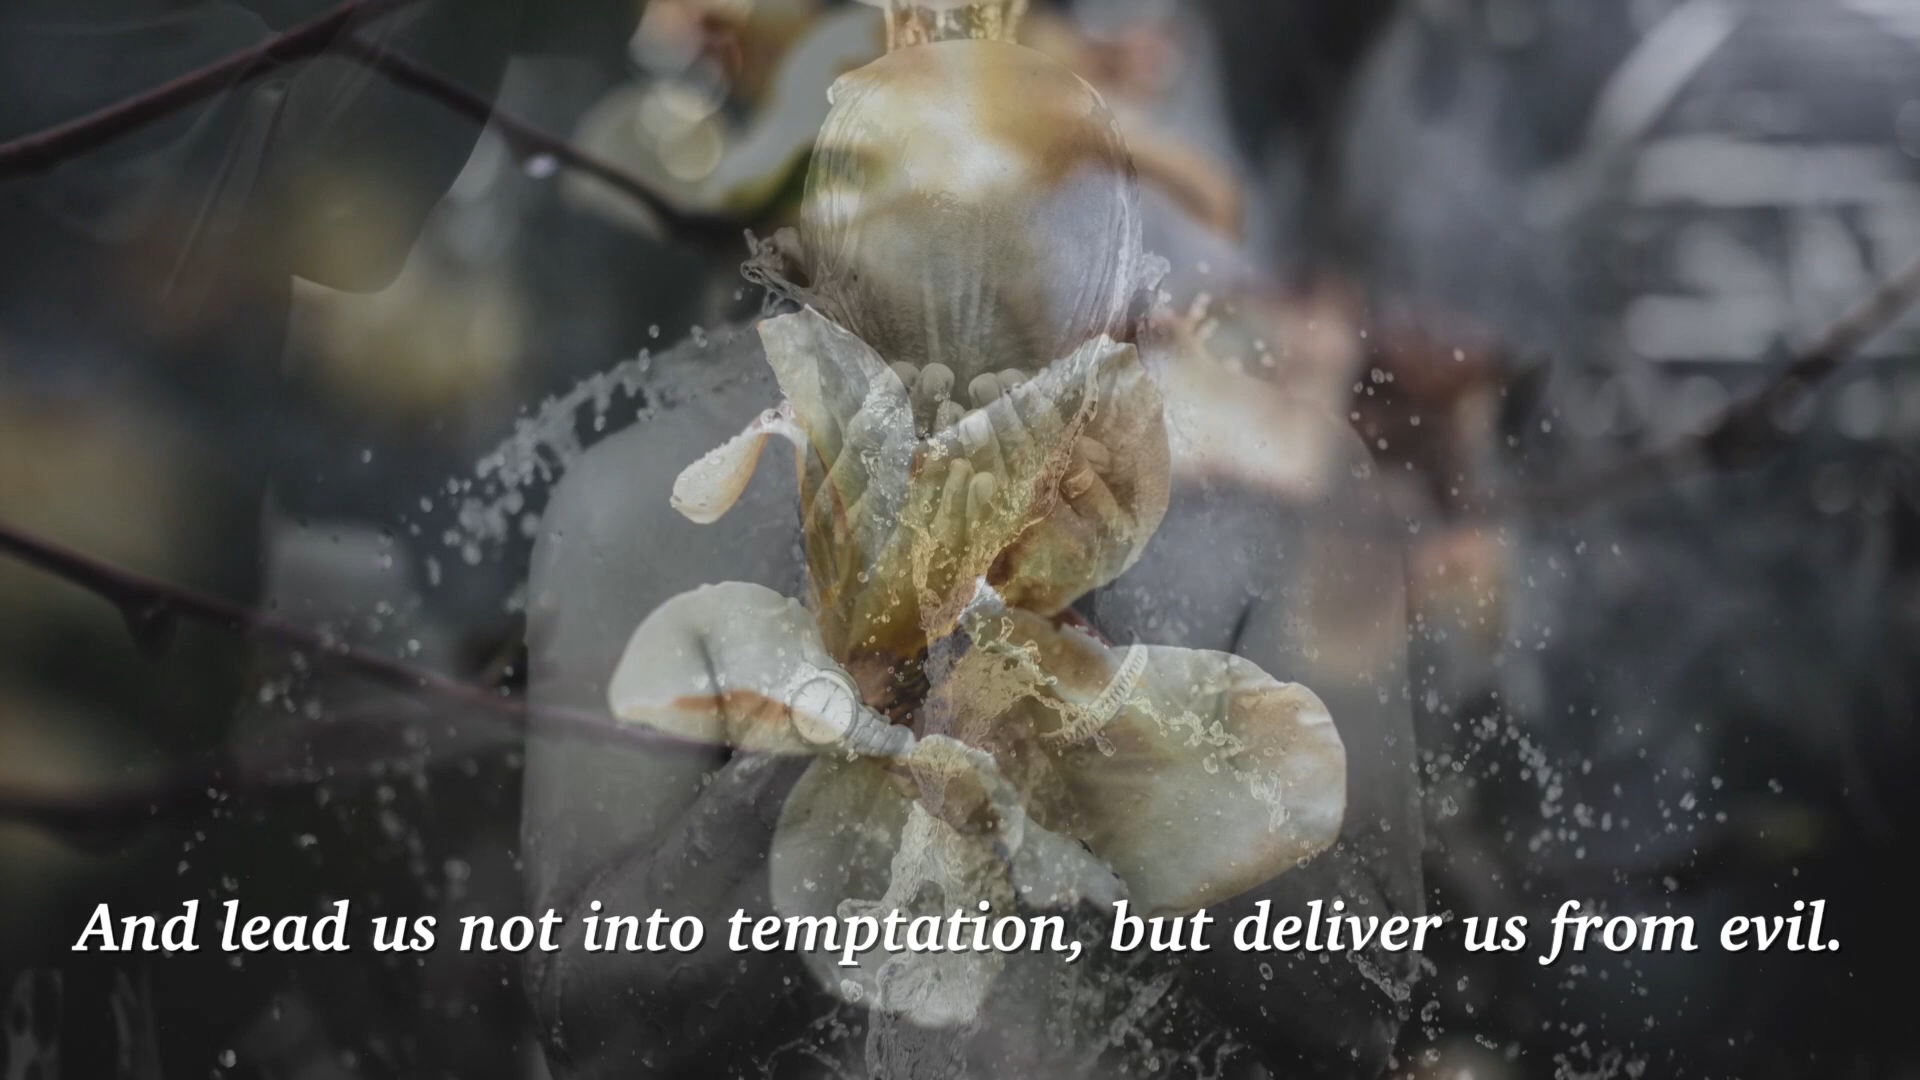 And lead us not into temptation, but deliver us from evil.